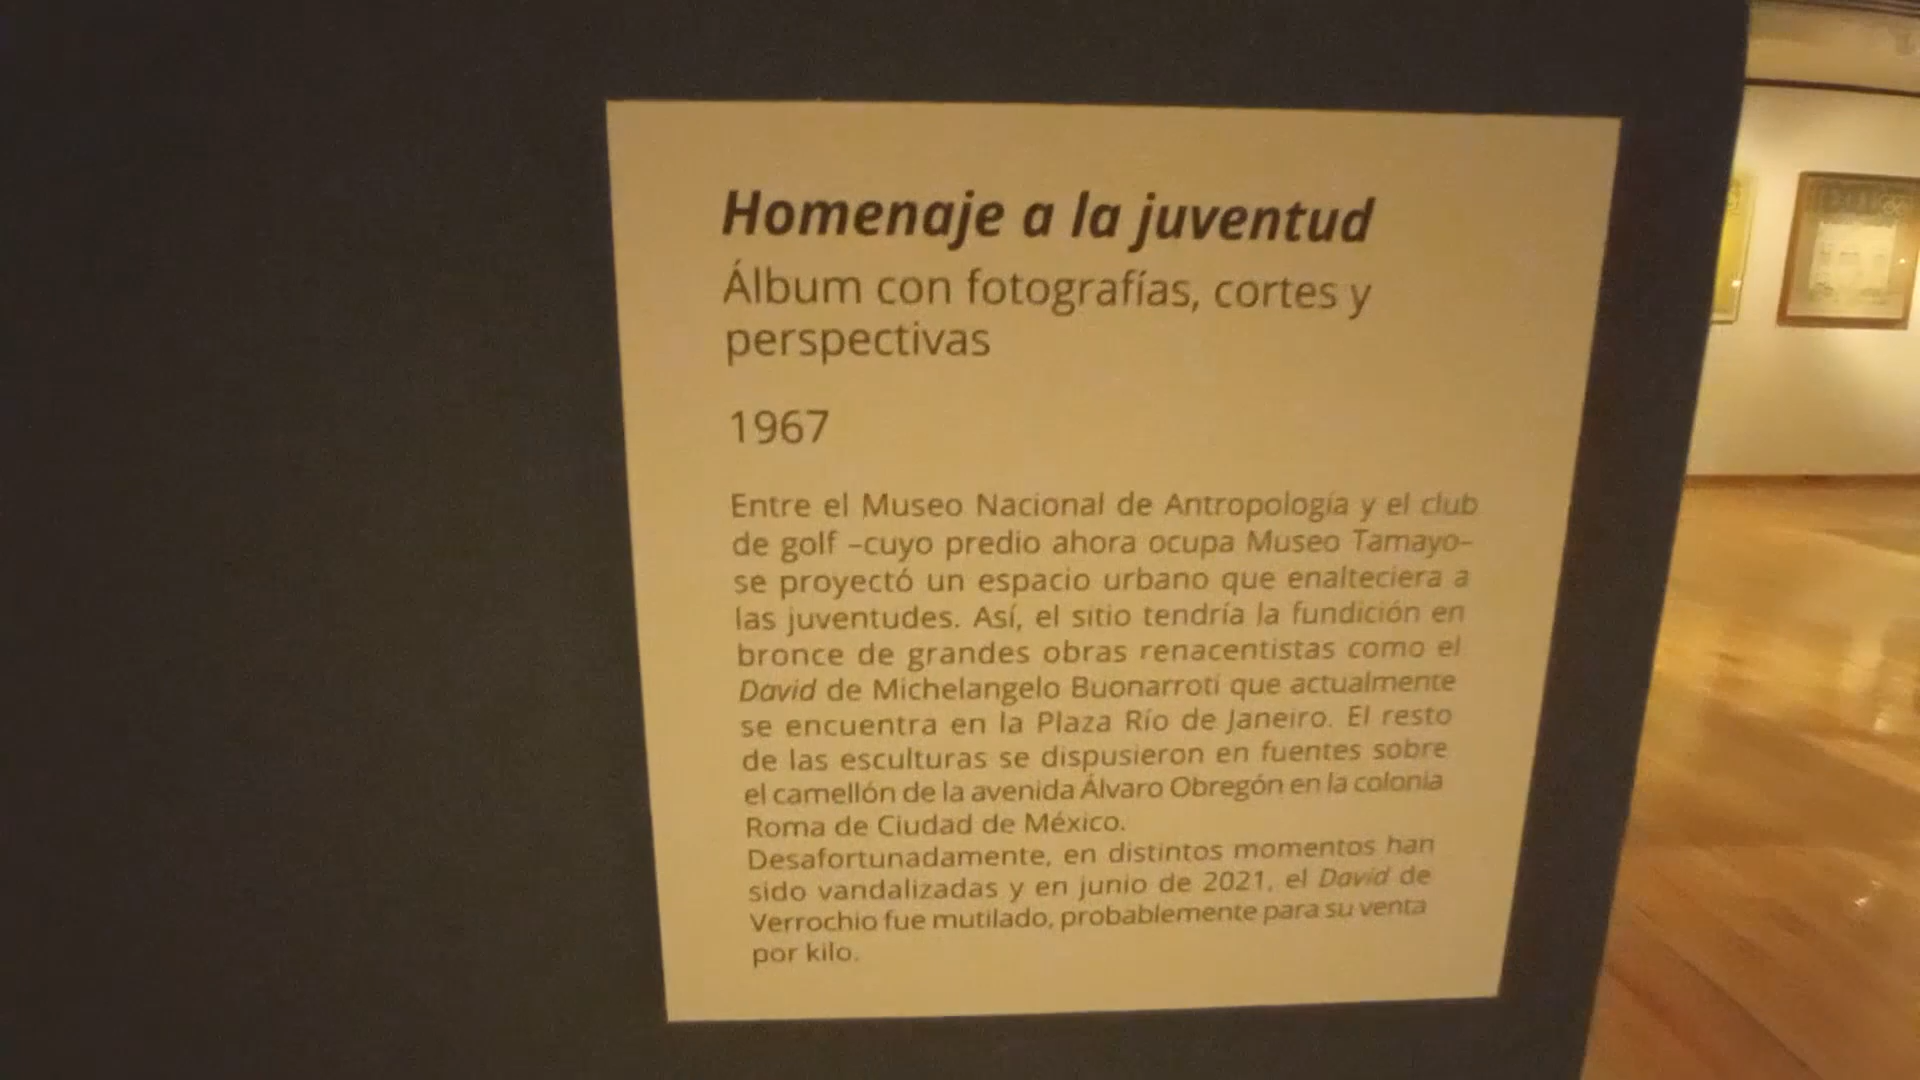 Homenaje a la juventud
Álbum con fotografías, cortes y
perspectivas
1967
Entre el Museo Nacional de Antropología y el club
de golf –cuyo predio ahora ocupa Museo Tamayo–
se proyectó un espacio urbano que enalteciera a
las juventudes. Así, el sitio tendría la fundición en
bronce de grandes obras renacentistas como el
David de Michelangelo Buonarroti que actualmente
se encuentra en la Plaza Río de Janeiro. El resto
de las esculturas se dispusieron en fuentes sobre
el camellón de la avenida Álvaro Obregón en la colonia
Roma de Ciudad de México.
Desafortunadamente, en distintos momentos han
sido vandalizadas y en junio de 2021, el David de
Verrochio fue mutilado, probablemente para su venta
por kilo.